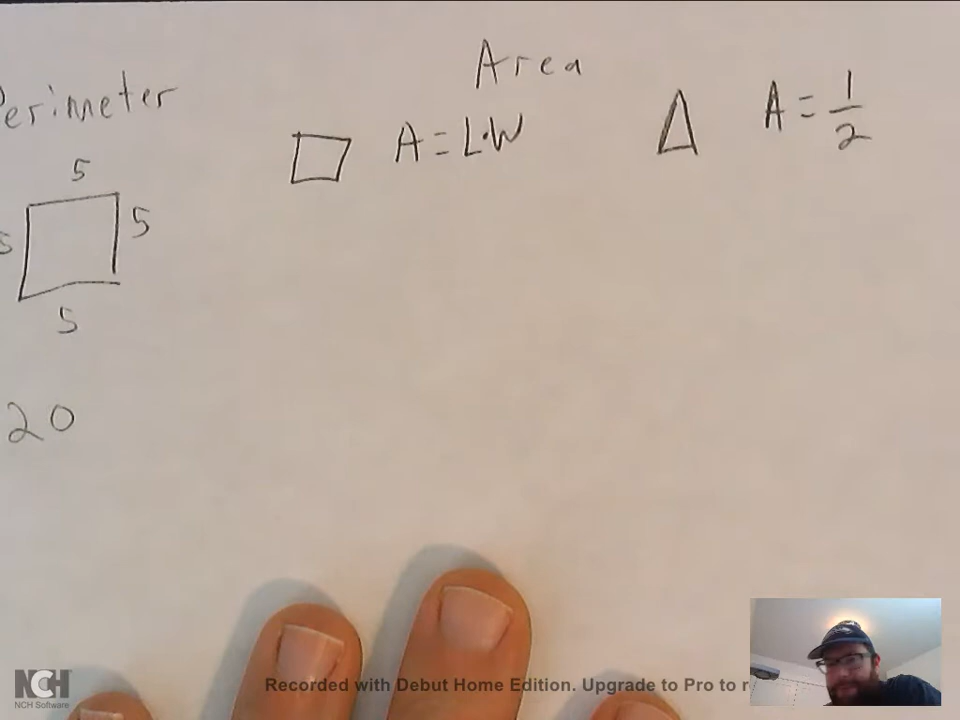 Perimeter
5
5 5
5
20
Area
A = L·W
A = 1/2
NCH
NCH Software
Recorded with Debut Home Edition. Upgrade to Pro to r